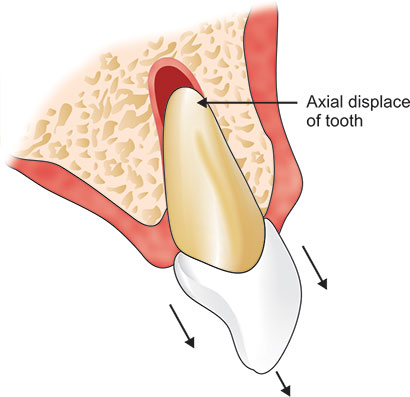 Axial displace
of tooth